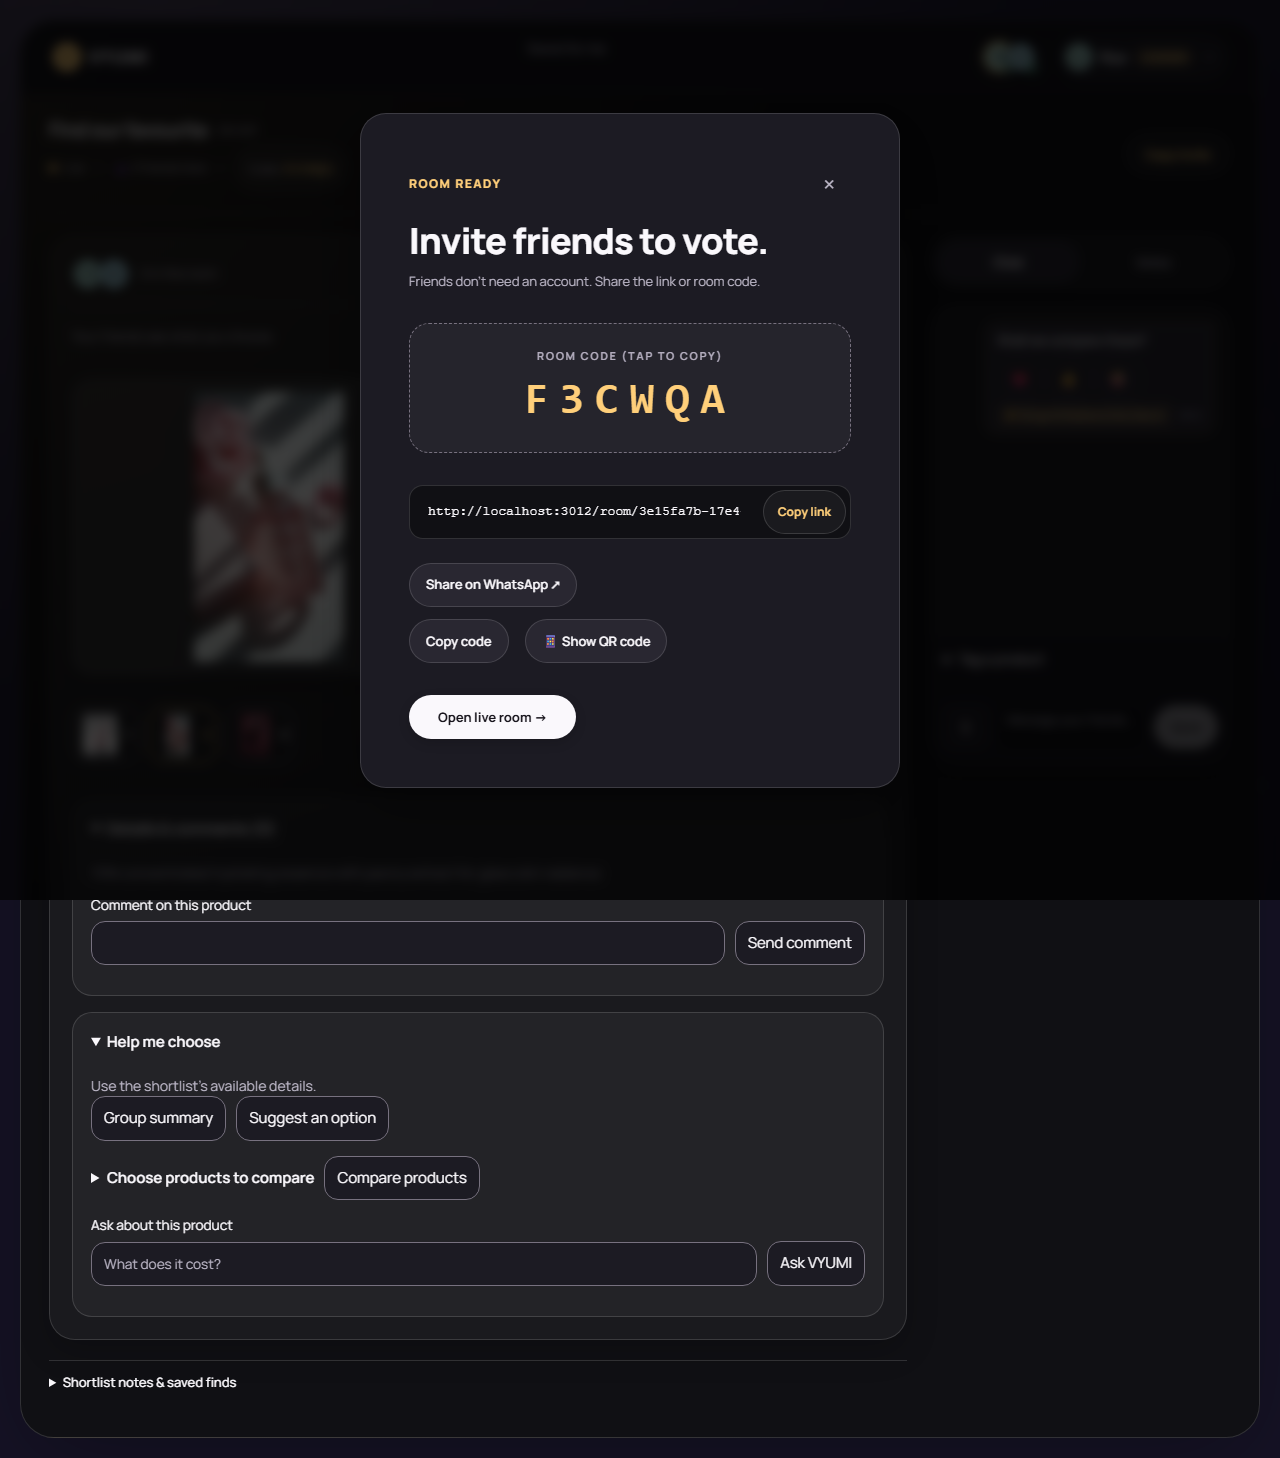 ROOM READY
×
Invite friends to vote.
Friends don't need an account. Share the link or room code.
ROOM CODE (TAP TO COPY)
F3CWQA
http://localhost:3012/room/3e15fa7b-17e4
Copy link
Share on WhatsApp ↗
Copy code
Show QR code
Open live room →
Comment on this product
Send comment
▼ Help me choose
Use the shortlist's available details.
Group summary
Suggest an option
▶ Choose products to compare
Compare products
Ask about this product
What does it cost?
Ask VYUMI
▶ Shortlist notes & saved finds